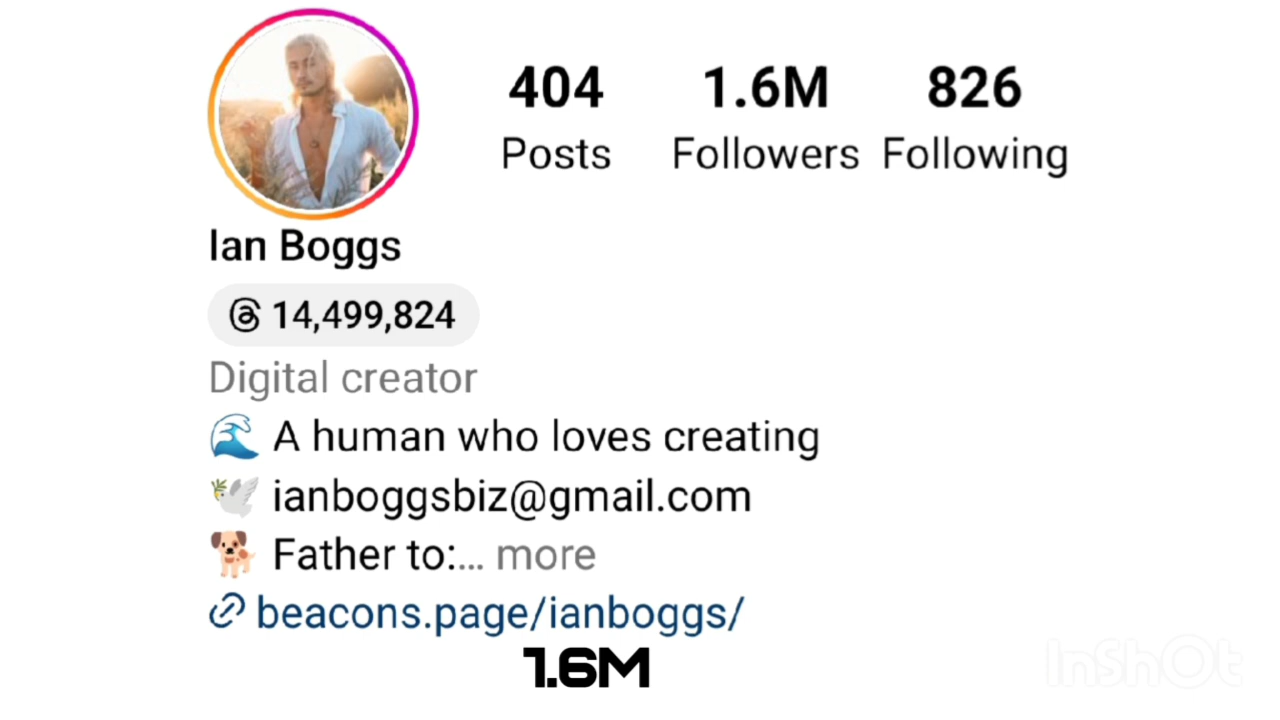 404 1.6M 826
Posts Followers Following
Ian Boggs
14,499,824
Digital creator
🌊 A human who loves creating
🕊️ ianboggsbiz@gmail.com
🐕 Father to:... more
beacons.page/ianboggs/
1.6M
InShOt